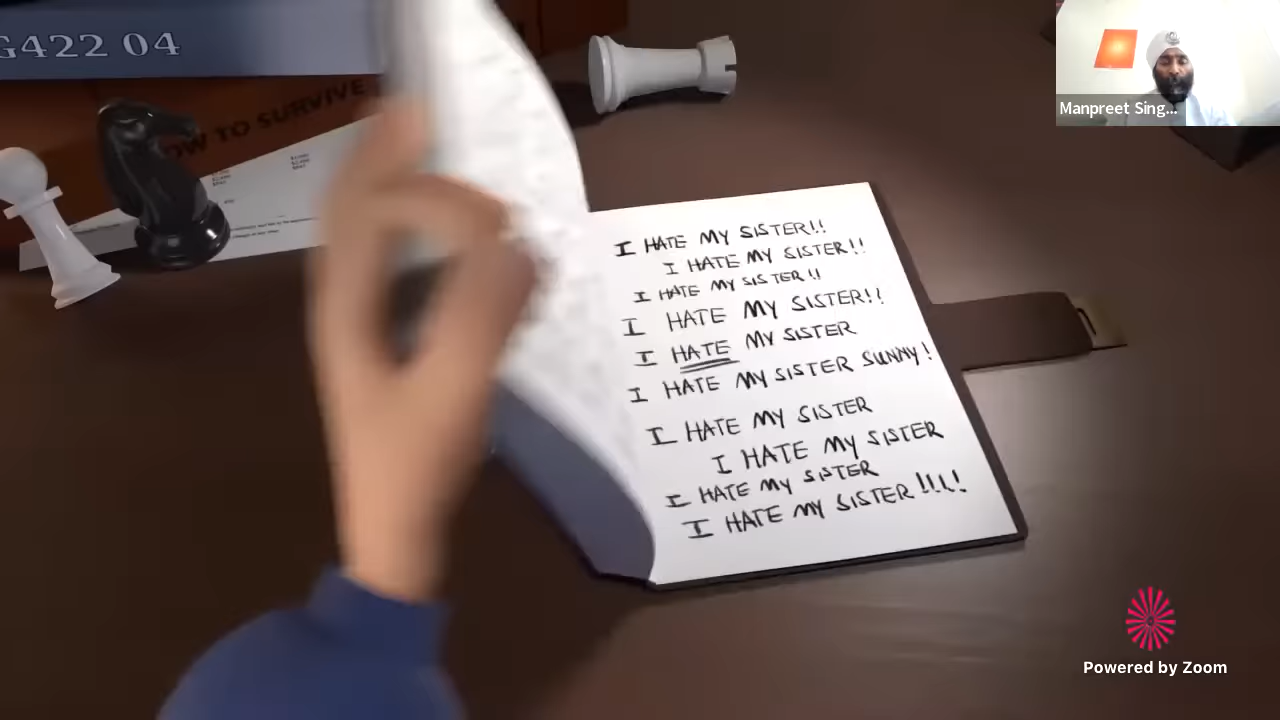 G422 04
OW TO SURVIVE
I HATE MY SISTER!!
I HATE MY SISTER!!
I HATE MY SISTER!!
I HATE MY SISTER!!
I HATE MY SISTER
I HATE MY SISTER SUNNY!
I HATE MY SISTER
I HATE MY SISTER
I HATE MY SISTER
I HATE MY SISTER!!!!
Manpreet Sing...
Powered by Zoom